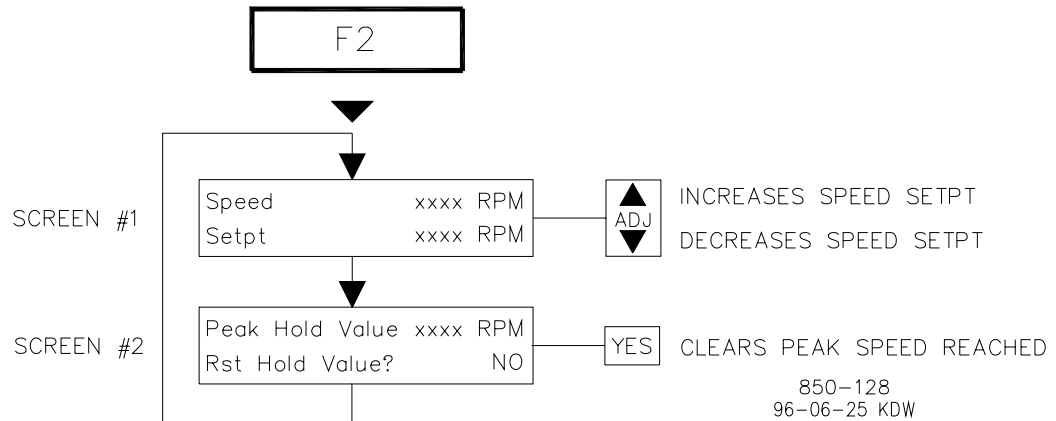 F2
SCREEN #1
Speed xxxx RPM
Setpt xxxx RPM
ADJ
INCREASES SPEED SETPT
DECREASES SPEED SETPT
SCREEN #2
Peak Hold Value xxxx RPM
Rst Hold Value? NO
YES
CLEARS PEAK SPEED REACHED
850-128
96-06-25 KDW